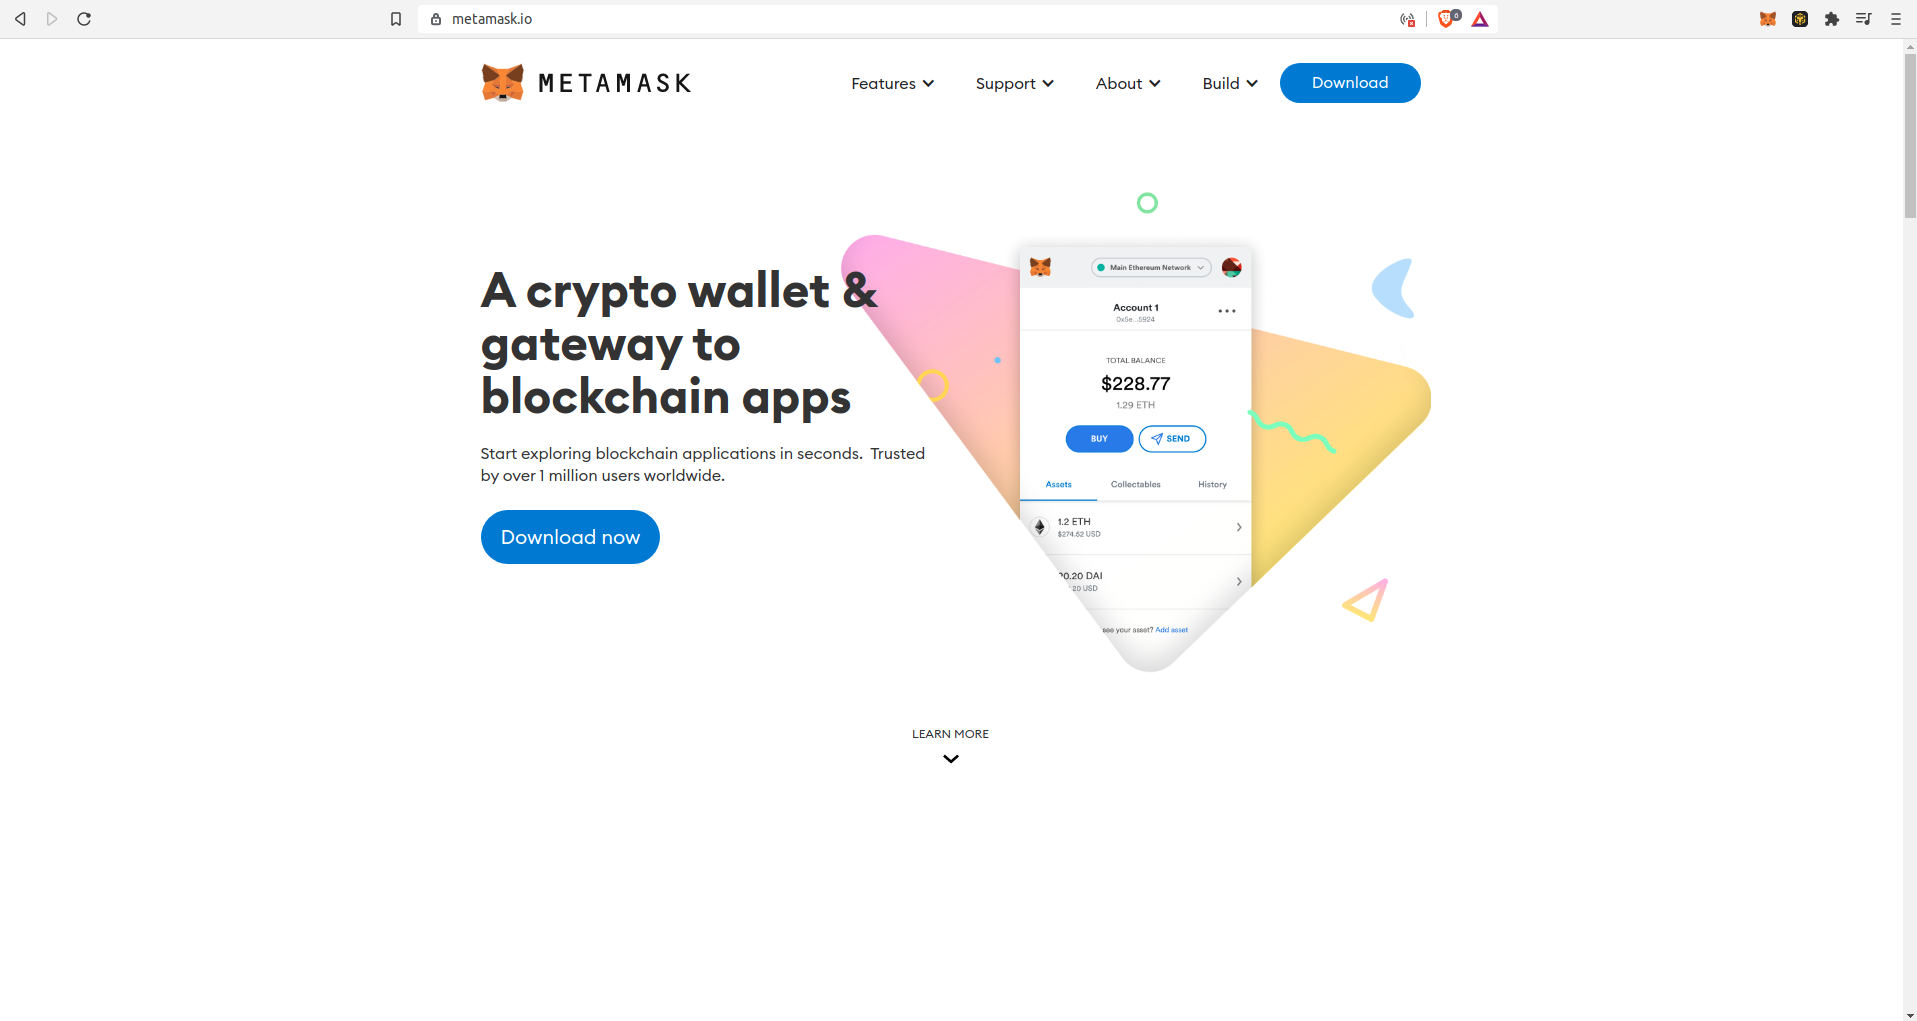 metamask.io
6
METAMASK
Features
Support
About
Build
Download
A crypto wallet &
gateway to
blockchain apps
Start exploring blockchain applications in seconds.  Trusted
by over 1 million users worldwide.
Download now
Main Ethereum Network
Account 1
0x5e...5924
TOTAL BALANCE
$228.77
1.29 ETH
BUY
SEND
Assets
Collectables
History
1.2 ETH
$274.62 USD
0.20 DAI
20 USD
see your asset? Add asset
LEARN MORE